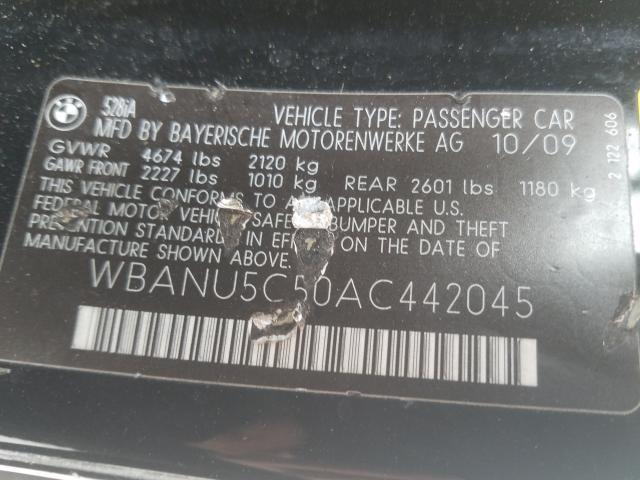 BMW
528iA
VEHICLE TYPE: PASSENGER CAR
MFD BY BAYERISCHE MOTORENWERKE AG 10/09
GVWR 4674 lbs 2120 kg
GAWR FRONT 2227 lbs 1010 kg REAR 2601 lbs 1180 kg
THIS VEHICLE CONFORMS TO ALL APPLICABLE U.S.
FEDERAL MOTOR VEHICLE SAFETY, BUMPER AND THEFT
PREVENTION STANDARD IN EFFECT ON THE DATE OF
MANUFACTURE SHOWN ABOVE.
WBANU5C50AC442045
2 122 606